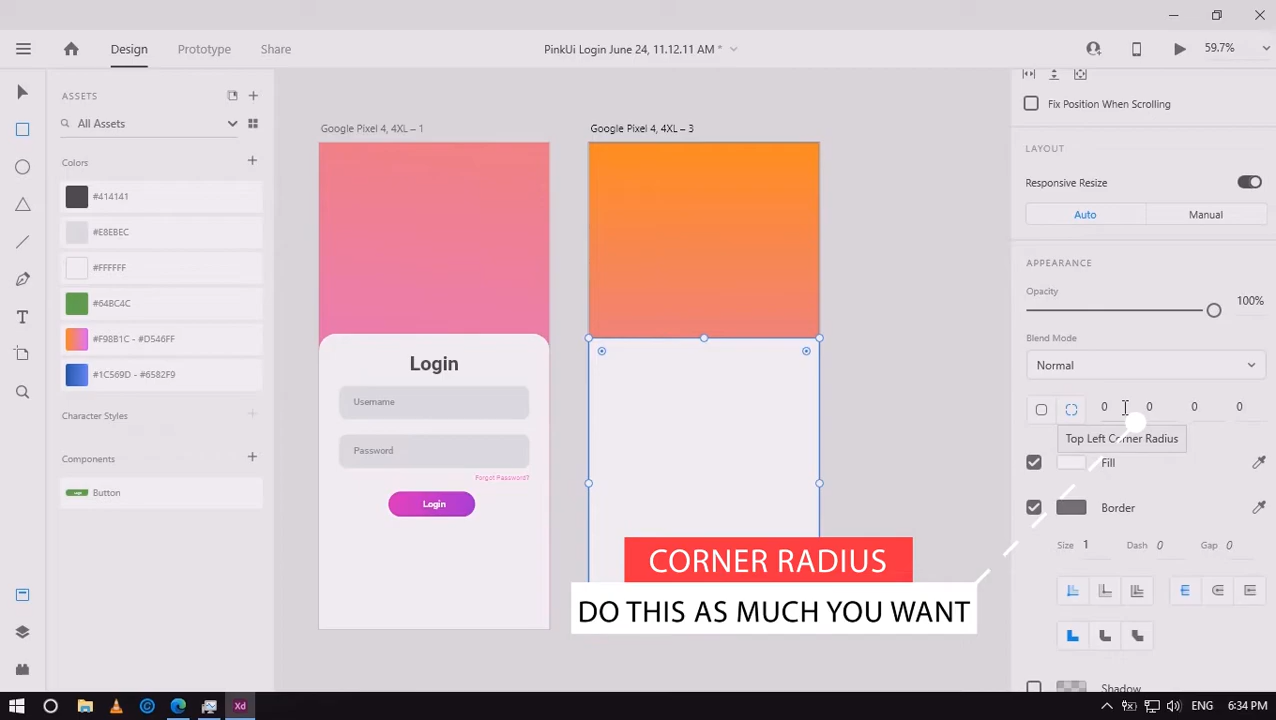 Design
Prototype
Share
PinkUi Login June 24, 11.12.11 AM *
59.7%
ASSETS
All Assets
Colors
#414141
#E8EBEC
#FFFFFF
#64BC4C
#F98B1C - #D546FF
#1C569D - #6582F9
Character Styles
Components
Button
Google Pixel 4, 4XL – 1
Google Pixel 4, 4XL – 3
Login
Username
Password
Forgot Password?
Login
CORNER RADIUS
DO THIS AS MUCH YOU WANT
Fix Position When Scrolling
LAYOUT
Responsive Resize
Auto
Manual
APPEARANCE
Opacity
100%
Blend Mode
Normal
0 0 0 0
Top Left Corner Radius
Fill
Border
Size 1 Dash 0 Gap 0
Shadow
Xd
ENG
6:34 PM